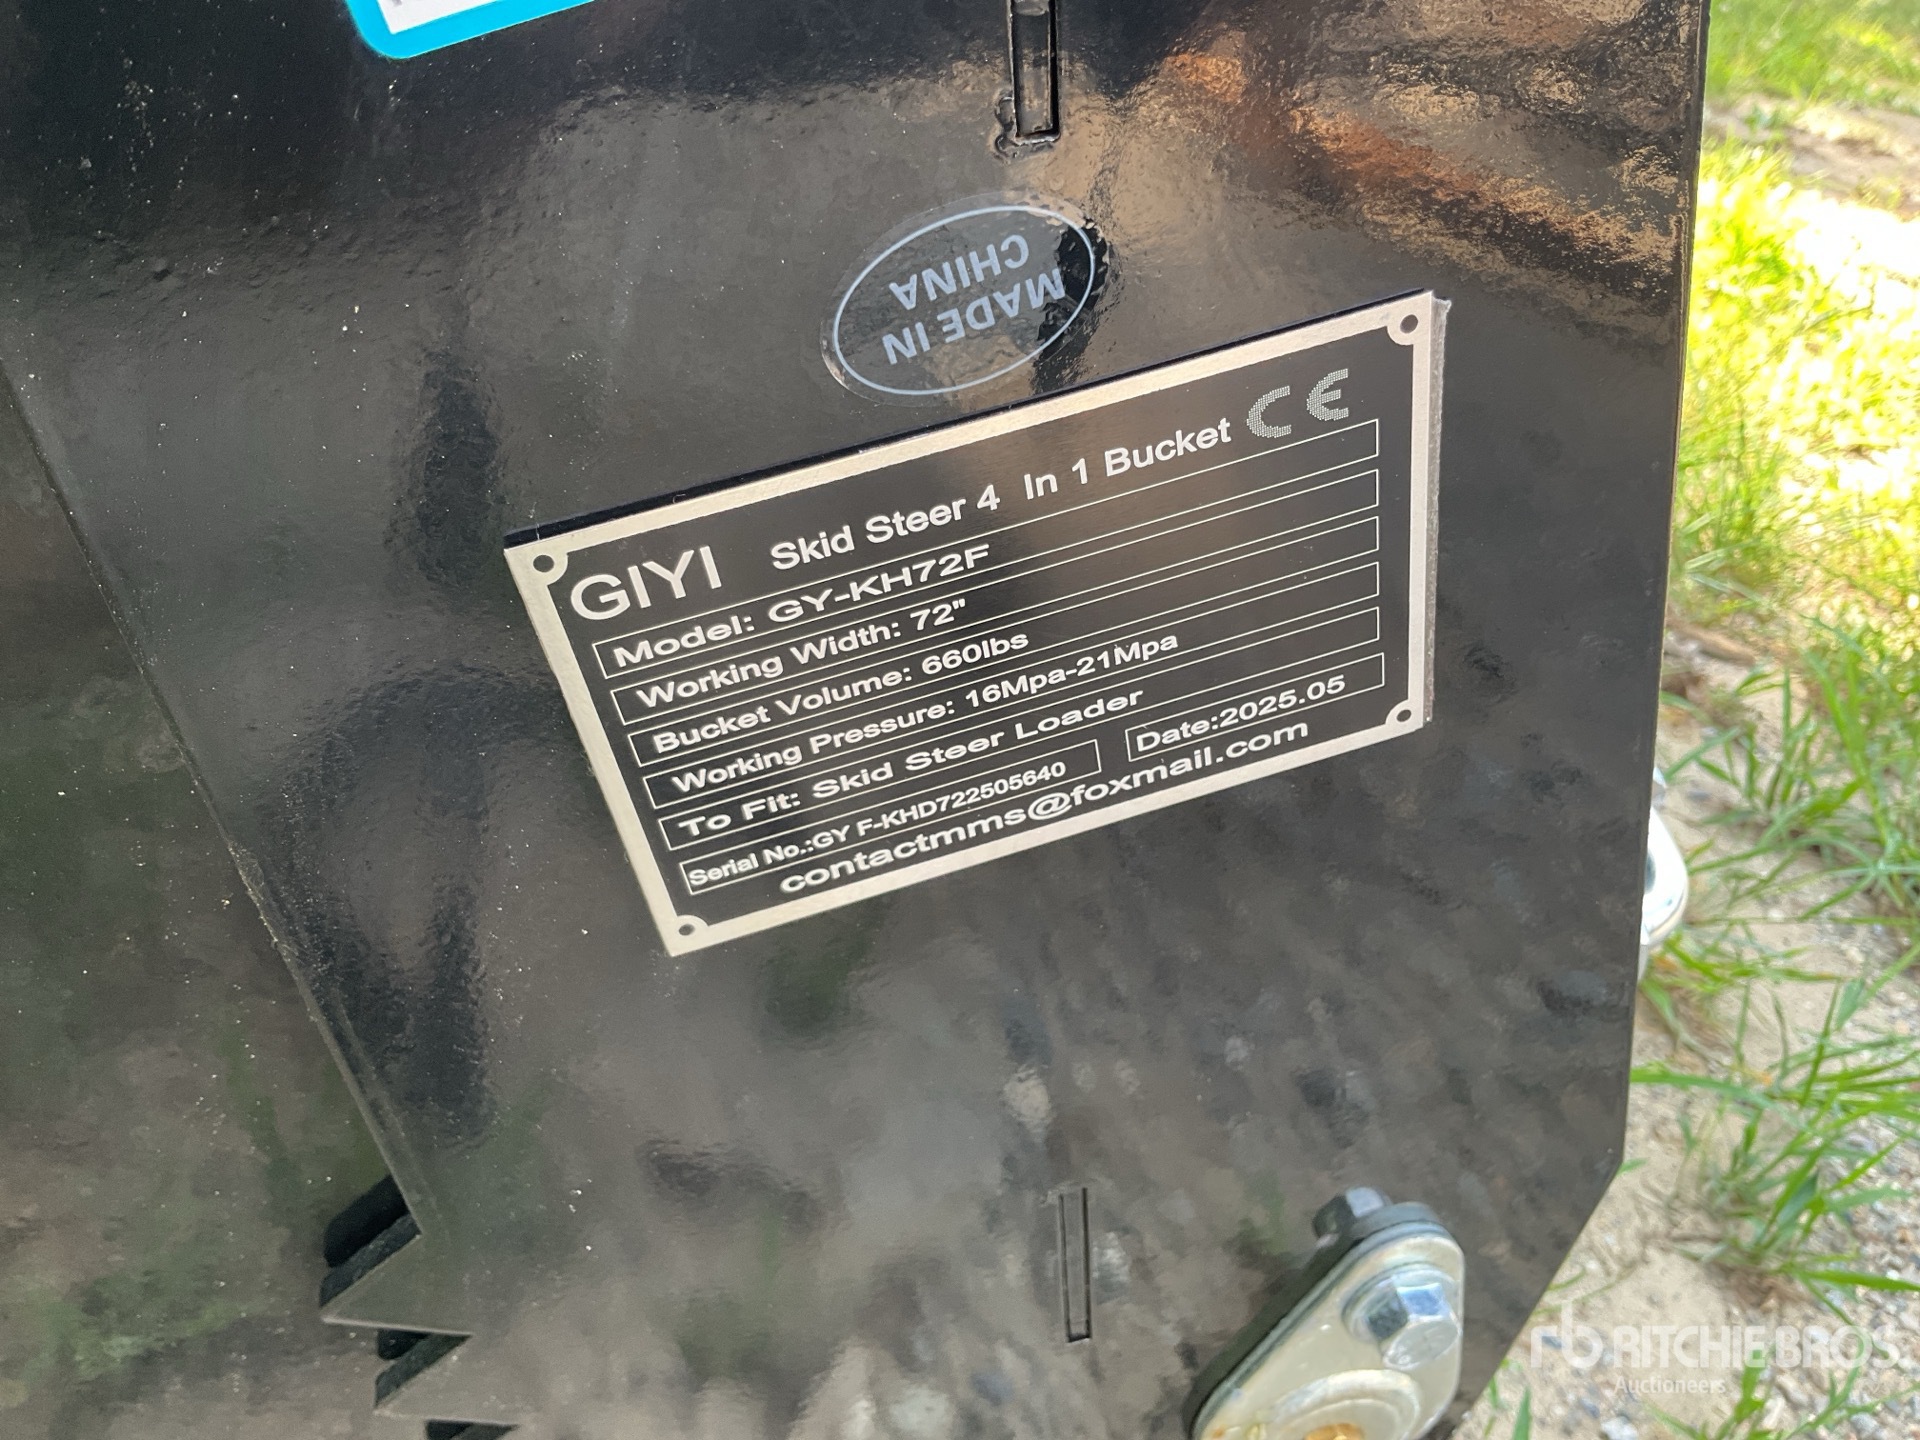 MADE IN
CHINA
GIYI Skid Steer 4 In 1 Bucket CE
Model: GY-KH72F
Working Width: 72"
Bucket Volume: 660lbs
Working Pressure: 16Mpa-21Mpa
To Fit: Skid Steer Loader
Serial No.:GY F-KHD722505640 Date:2025.05
contactmms@foxmail.com
rb RITCHIE BROS.
Auctioneers